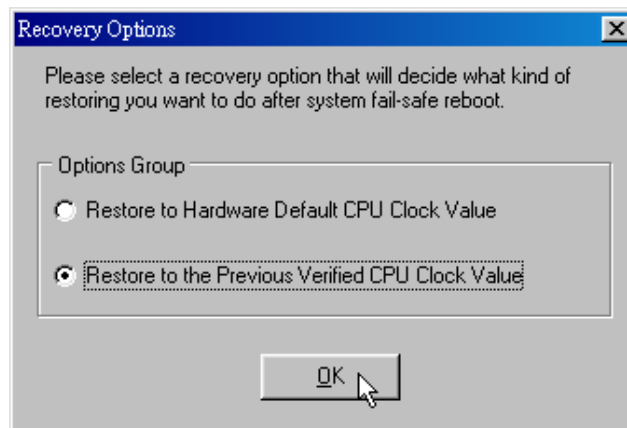 Recovery Options
Please select a recovery option that will decide what kind of
restoring you want to do after system fail-safe reboot.
Options Group
Restore to Hardware Default CPU Clock Value
Restore to the Previous Verified CPU Clock Value
OK